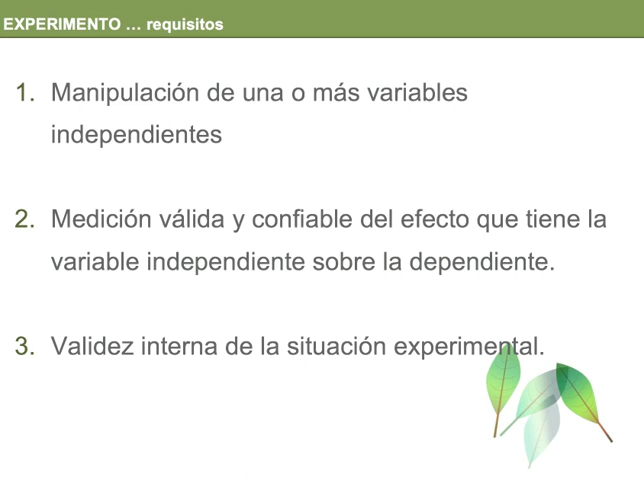 EXPERIMENTO … requisitos
1. Manipulación de una o más variables
independientes
2. Medición válida y confiable del efecto que tiene la
variable independiente sobre la dependiente.
3. Validez interna de la situación experimental.